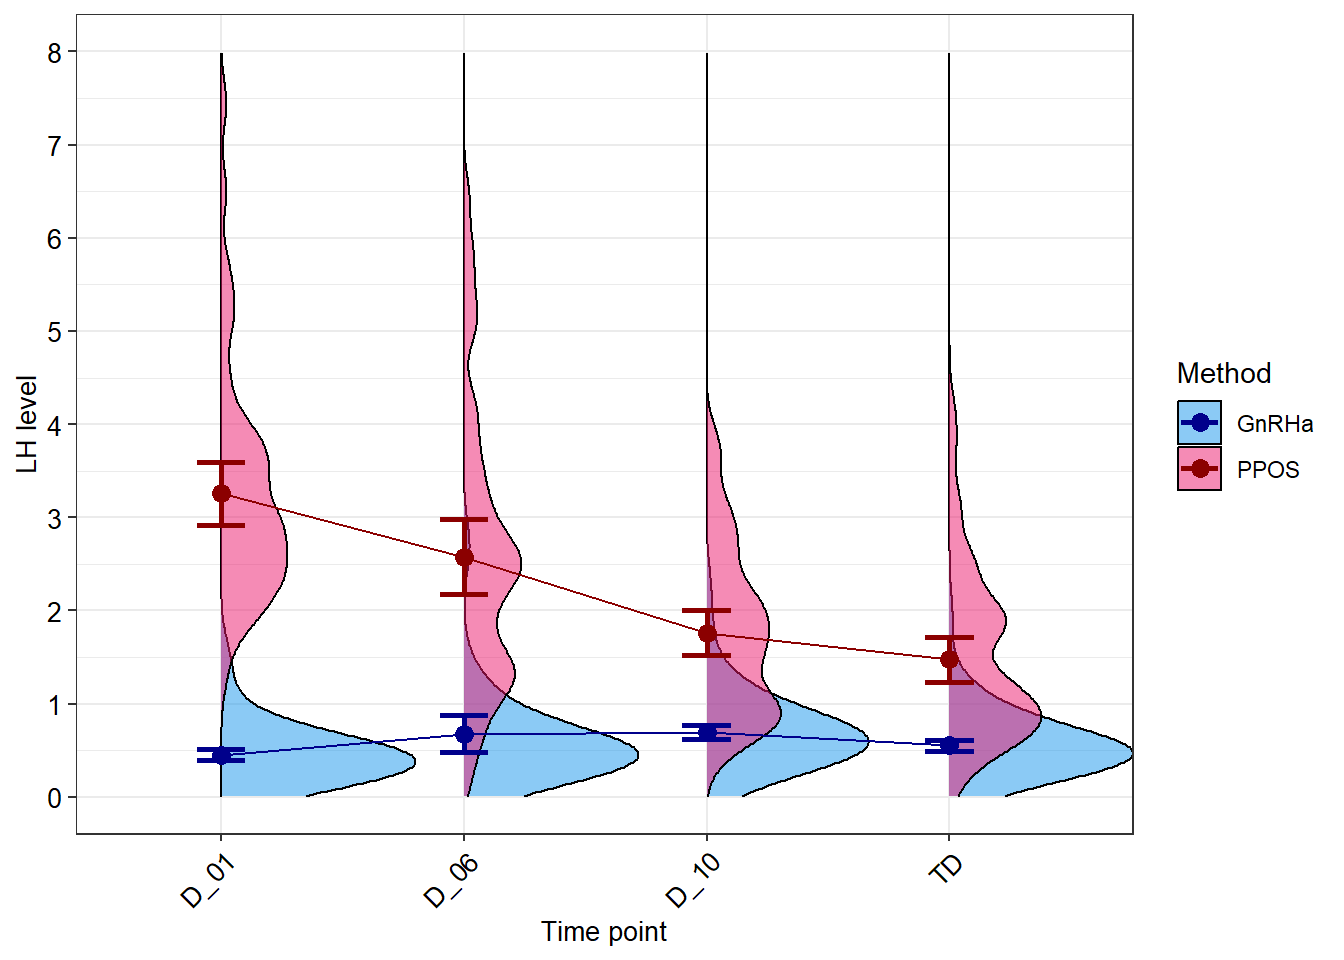 8
7
6
5
4
3
2
1
0
LH level
D_01
D_06
D_10
TD
Time point
Method
GnRHa
PPOS